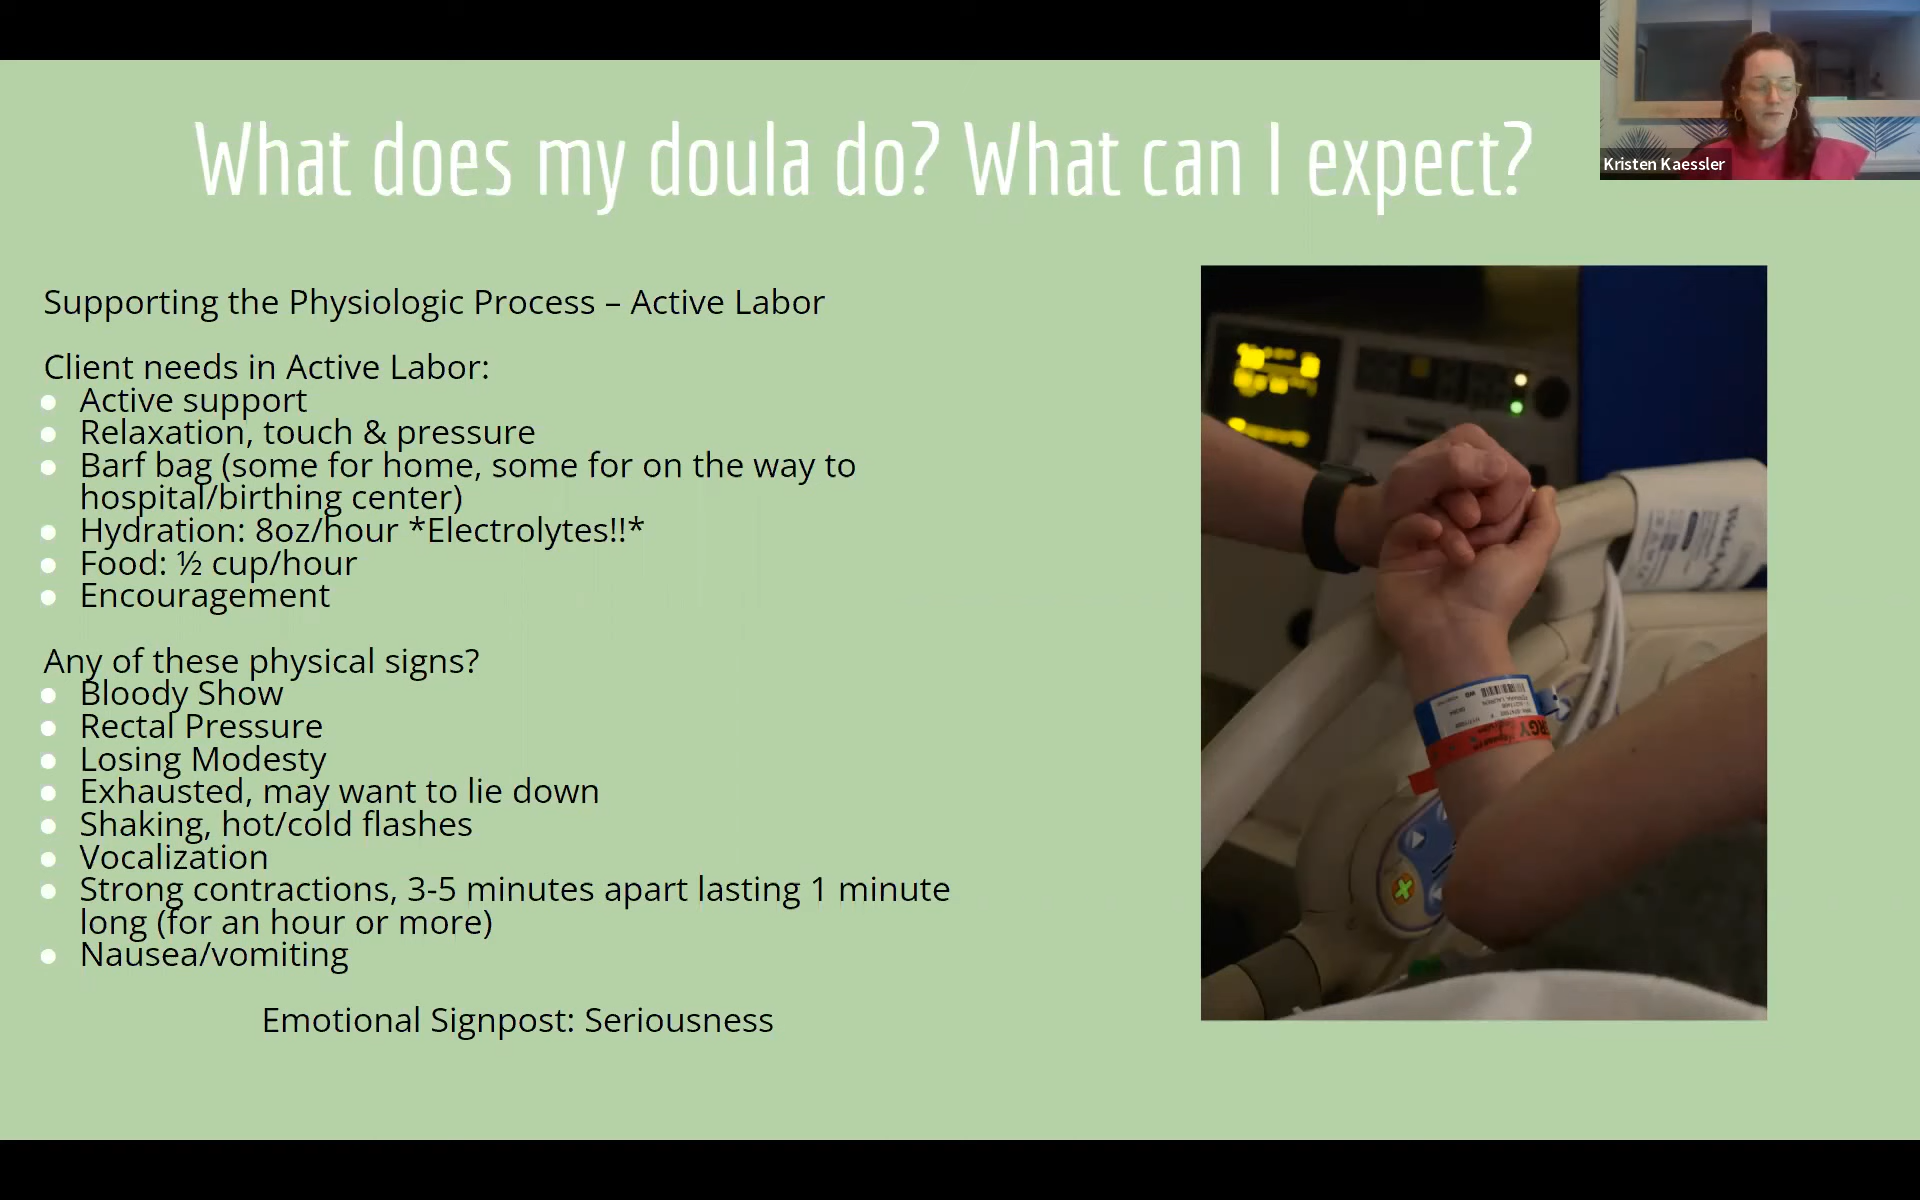 What does my doula do? What can I expect?
Kristen Kaessler
Supporting the Physiologic Process – Active Labor
Client needs in Active Labor:
Active support
Relaxation, touch & pressure
Barf bag (some for home, some for on the way to
hospital/birthing center)
Hydration: 8oz/hour *Electrolytes!!*
Food: ½ cup/hour
Encouragement
Any of these physical signs?
Bloody Show
Rectal Pressure
Losing Modesty
Exhausted, may want to lie down
Shaking, hot/cold flashes
Vocalization
Strong contractions, 3-5 minutes apart lasting 1 minute
long (for an hour or more)
Nausea/vomiting
Emotional Signpost: Seriousness